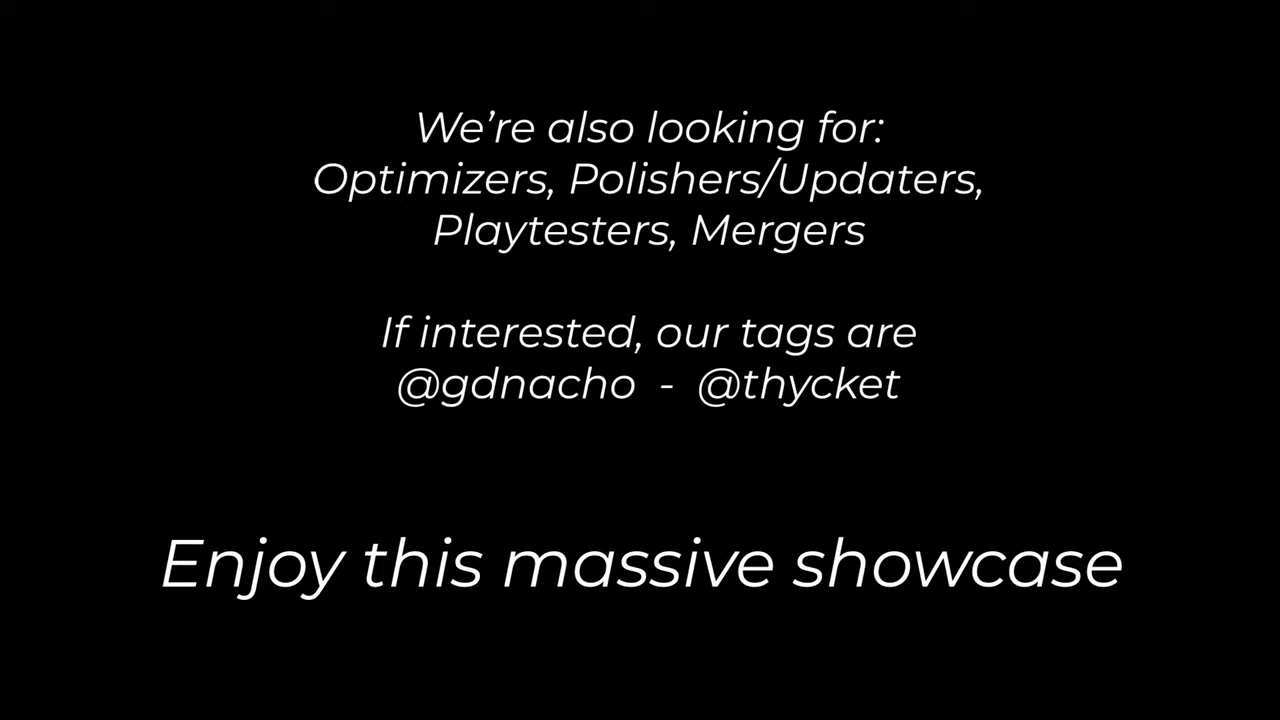 We’re also looking for:
Optimizers, Polishers/Updaters,
Playtesters, Mergers
If interested, our tags are
@gdnacho - @thycket
Enjoy this massive showcase